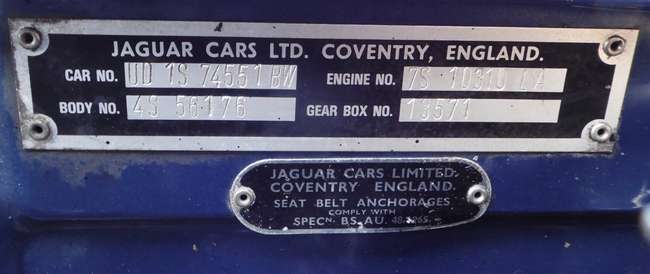 JAGUAR CARS LTD. COVENTRY, ENGLAND.
CAR NO. UD 1S 74551 BW ENGINE NO. 7S 10310 LA
BODY NO. 4S 56176 GEAR BOX NO. 13571
JAGUAR CARS LIMITED.
COVENTRY ENGLAND.
SEAT BELT ANCHORAGES
COMPLY WITH
SPECN. BS. AU.